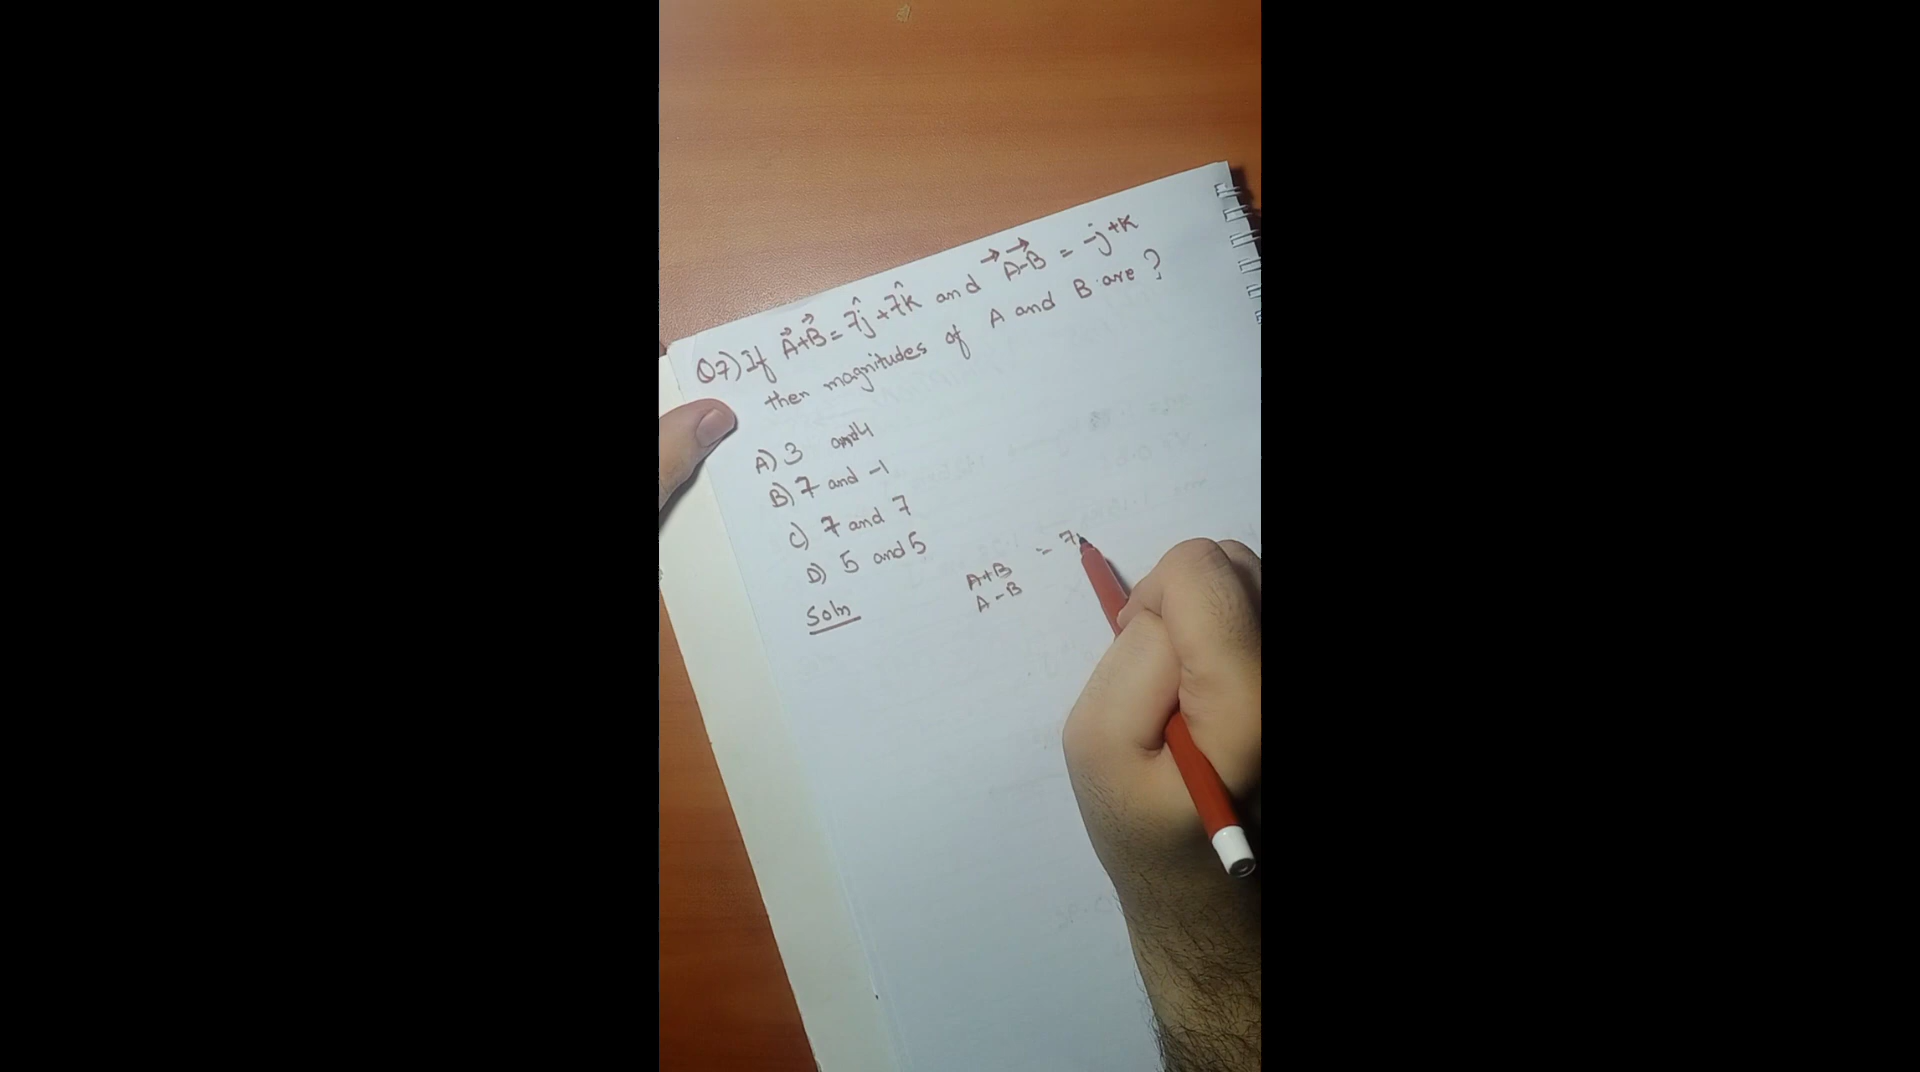 Q7) If A⃗+B⃗ = 7ĵ + 7k̂ and A⃗-B⃗ = -j+k
then magnitudes of A and B are ?
A) 3 and 4
B) 7 and -1
C) 7 and 7
D) 5 and 5
Soln
A+B = 7
A-B